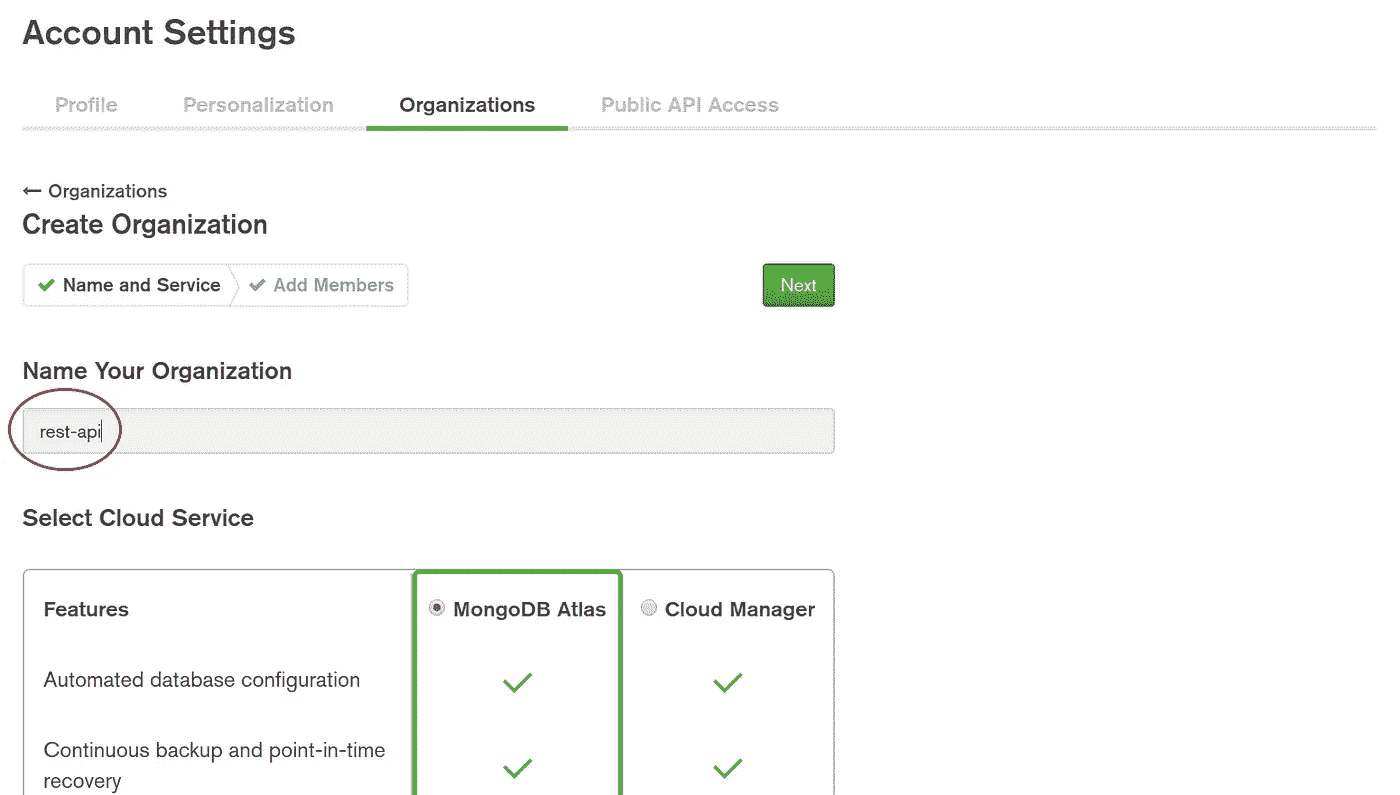 Account Settings
Profile Personalization Organizations Public API Access
← Organizations
Create Organization
Name and Service Add Members Next
Name Your Organization
rest-api
Select Cloud Service
Features MongoDB Atlas Cloud Manager
Automated database configuration
Continuous backup and point-in-time
recovery